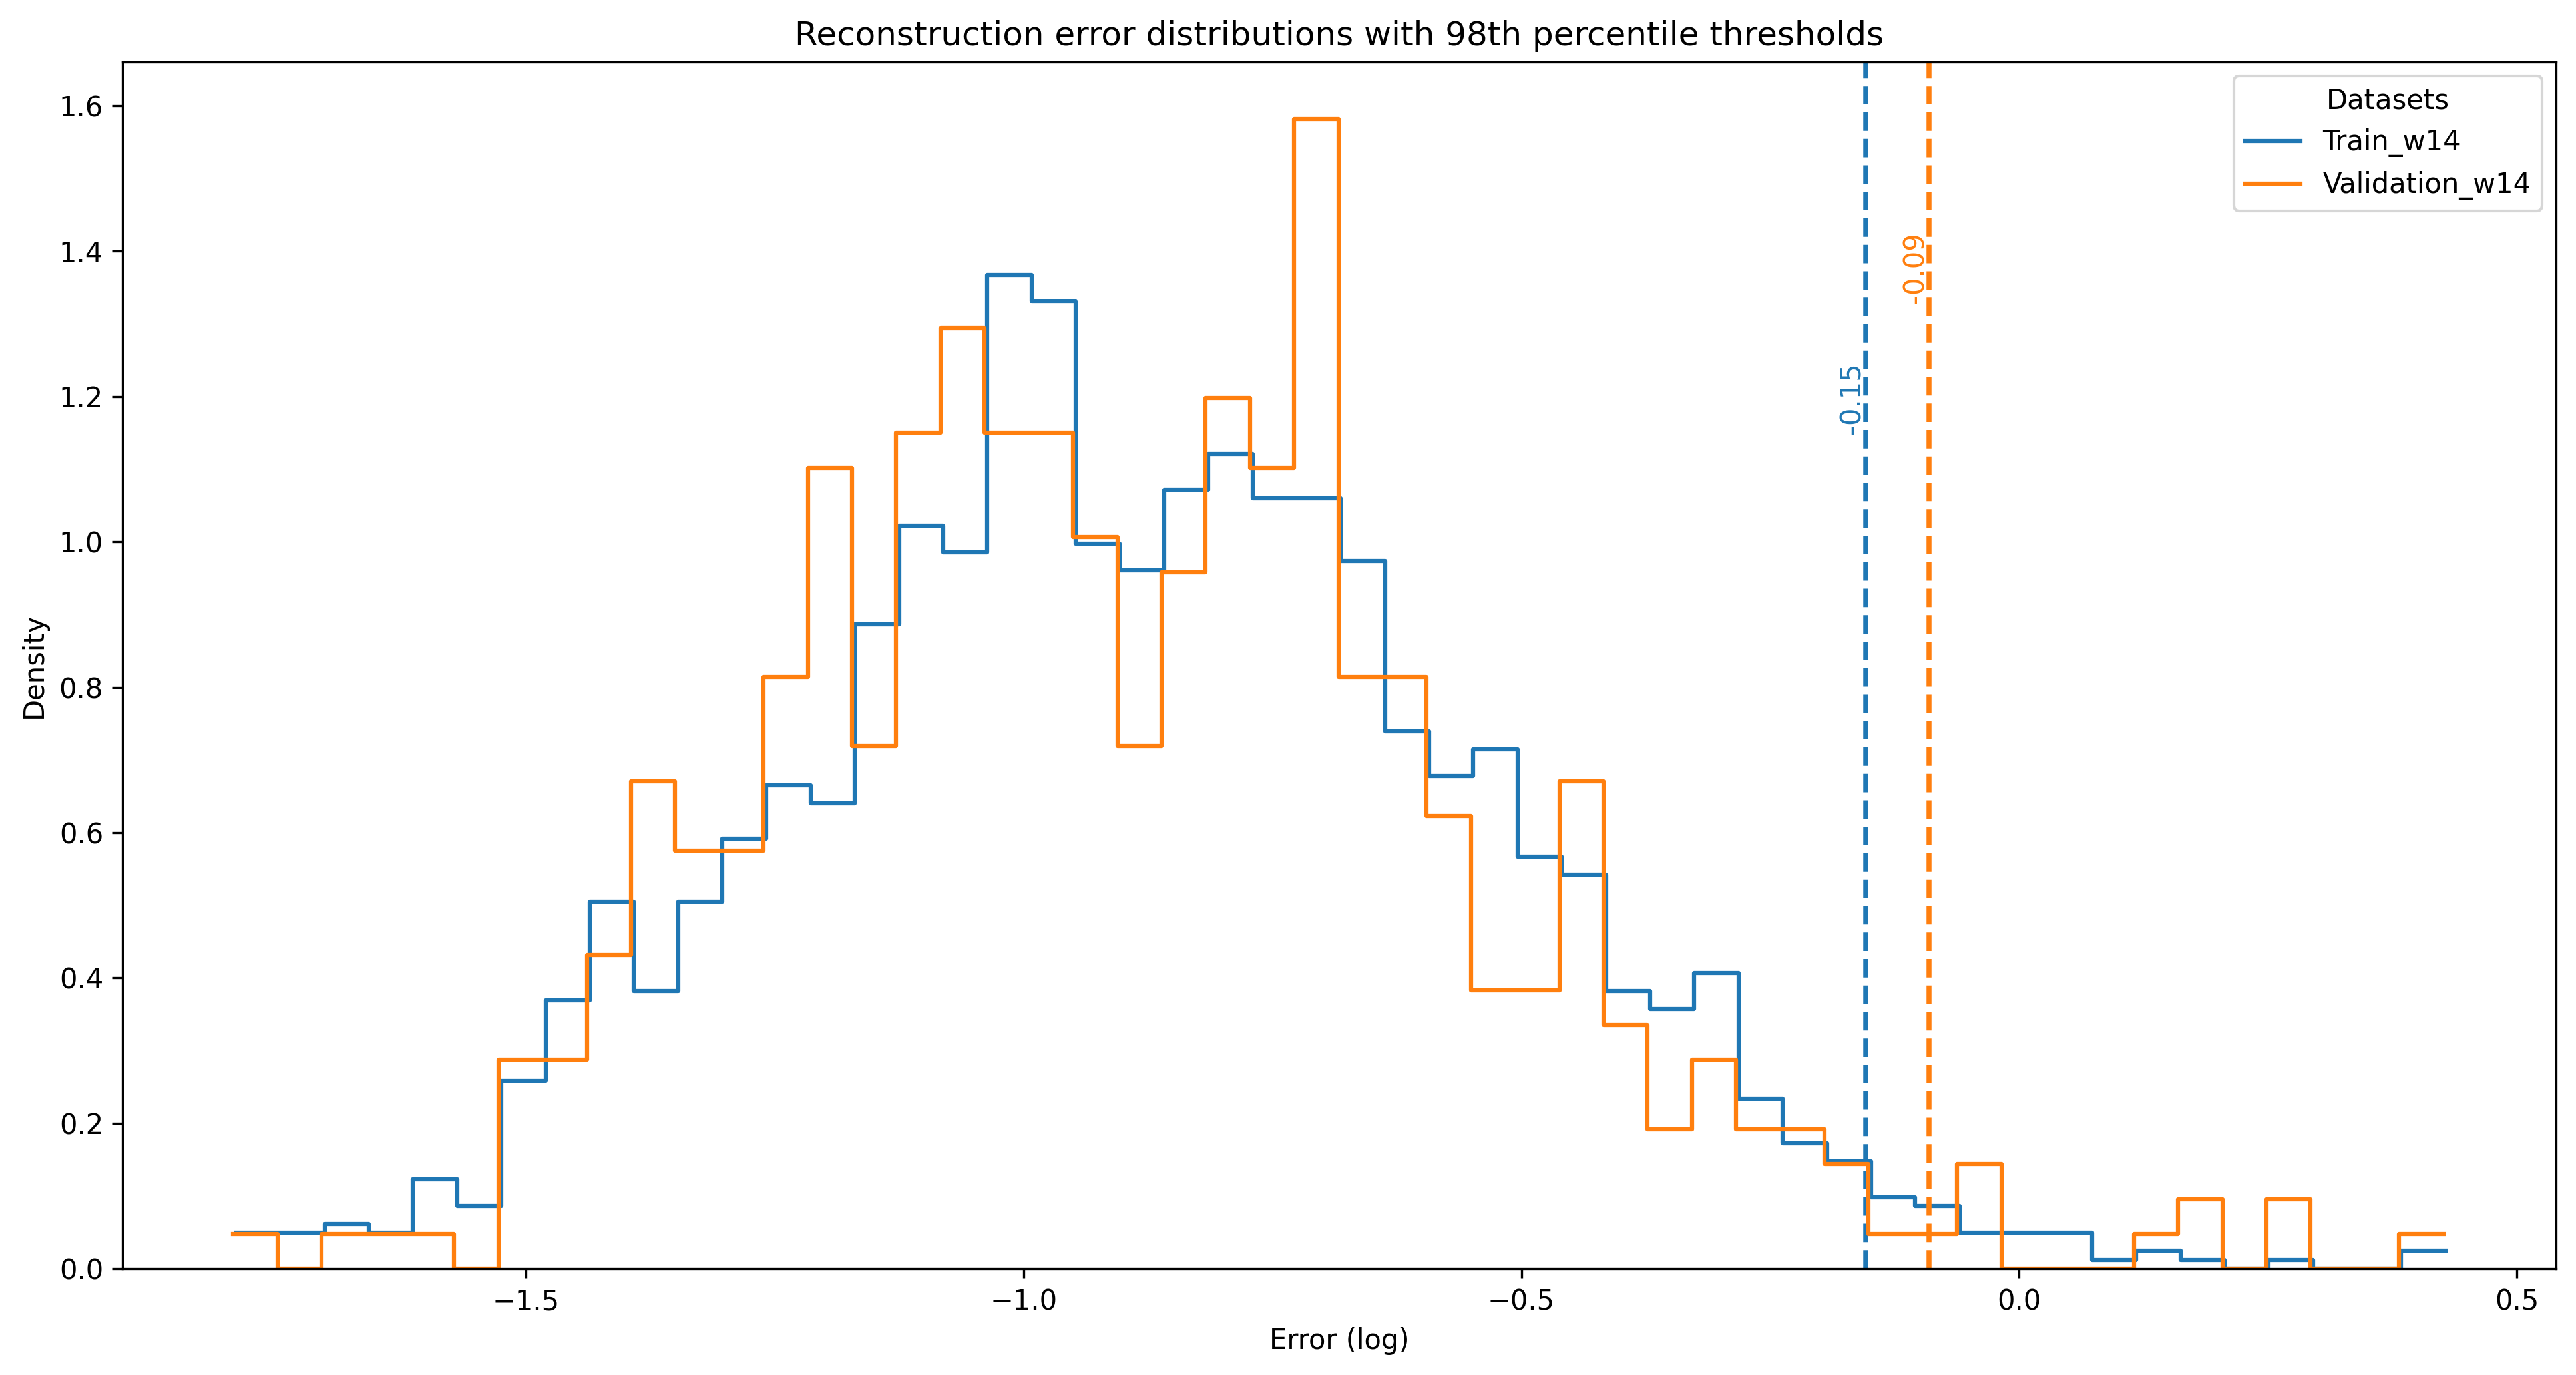 Reconstruction error distributions with 98th percentile thresholds
Datasets
Train_w14
Validation_w14
-0.09
-0.15
1.6
1.4
1.2
1.0
0.8
0.6
0.4
0.2
0.0
Density
−1.5
−1.0
−0.5
0.0
0.5
Error (log)